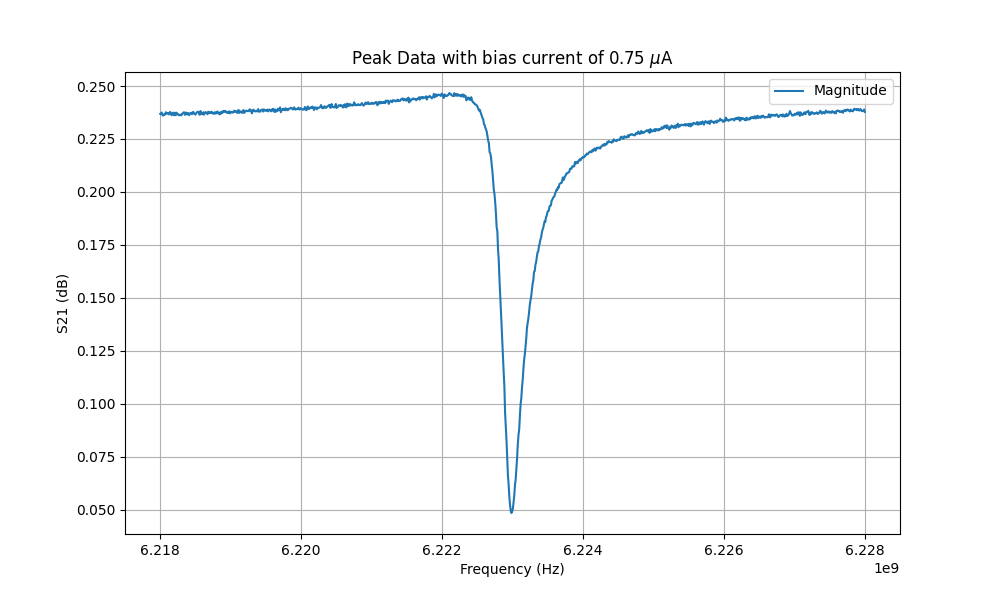 Peak Data with bias current of 0.75 μA
Magnitude
S21 (dB)
0.250
0.225
0.200
0.175
0.150
0.125
0.100
0.075
0.050
6.218 6.220 6.222 6.224 6.226 6.228
1e9
Frequency (Hz)